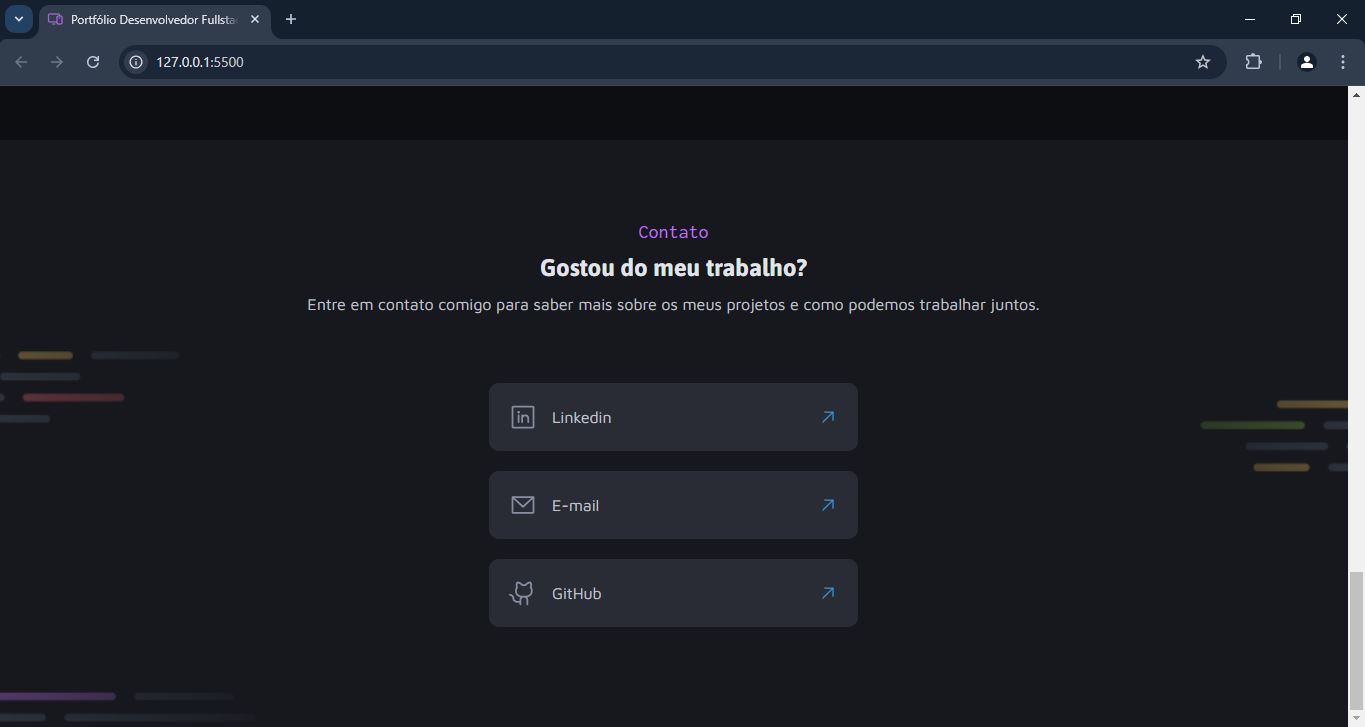 Portfólio Desenvolvedor Fullsta
127.0.0.1:5500
Contato
Gostou do meu trabalho?
Entre em contato comigo para saber mais sobre os meus projetos e como podemos trabalhar juntos.
in Linkedin
E-mail
GitHub